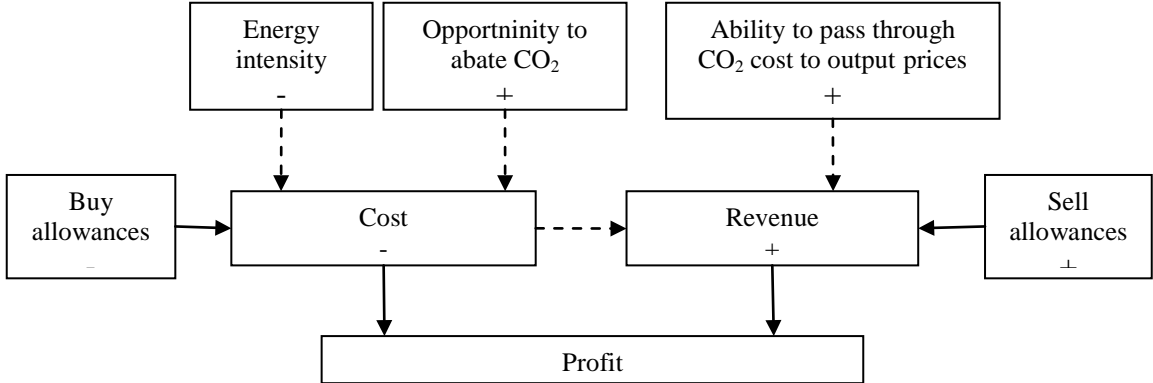 Energy
intensity
-
Opportninity to
abate CO₂
+
Ability to pass through
CO₂ cost to output prices
+
Buy
allowances
-
Cost
-
Revenue
+
Sell
allowances
+
Profit